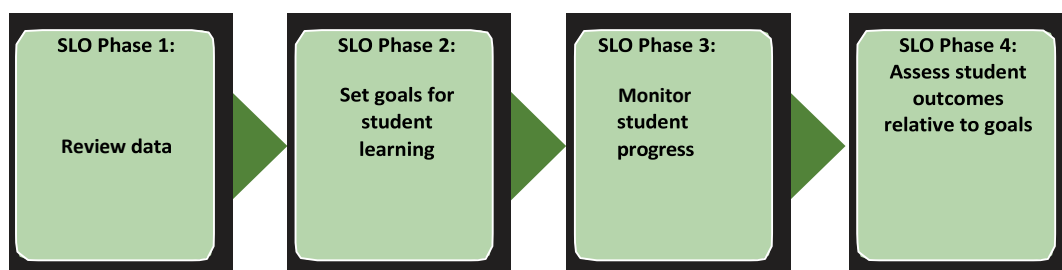 SLO Phase 1:
Review data
SLO Phase 2:
Set goals for
student
learning
SLO Phase 3:
Monitor
student
progress
SLO Phase 4:
Assess student
outcomes
relative to goals